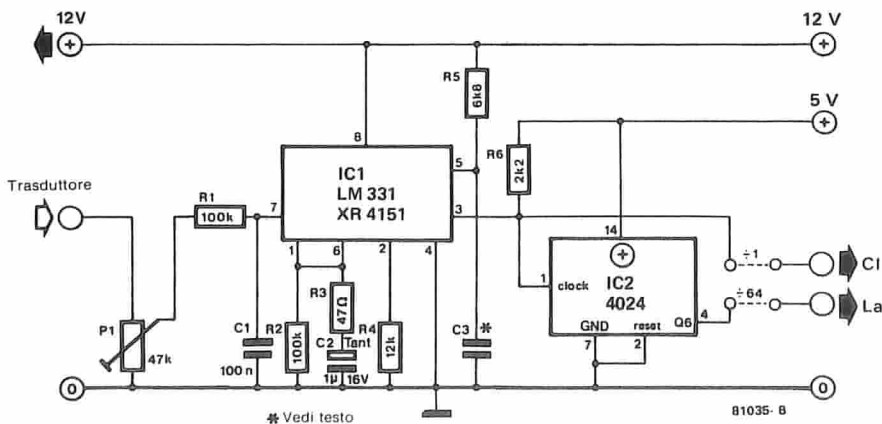 12V
12 V
R5
6k8
5 V
8
R6
2k2
IC1
LM 331
XR 4151
5
3
Trasduttore
R1
100k
7
14
÷1
Cl
1
6
2
4
1
clock
IC2
4024
÷64
La
R3
47Ω
Q6
4
P1
47k
C1
100n
R2
100k
C2
Tant
1µ
16V
R4
12k
C3
*
GND
reset
7
2
0
0
* Vedi testo
81035- B